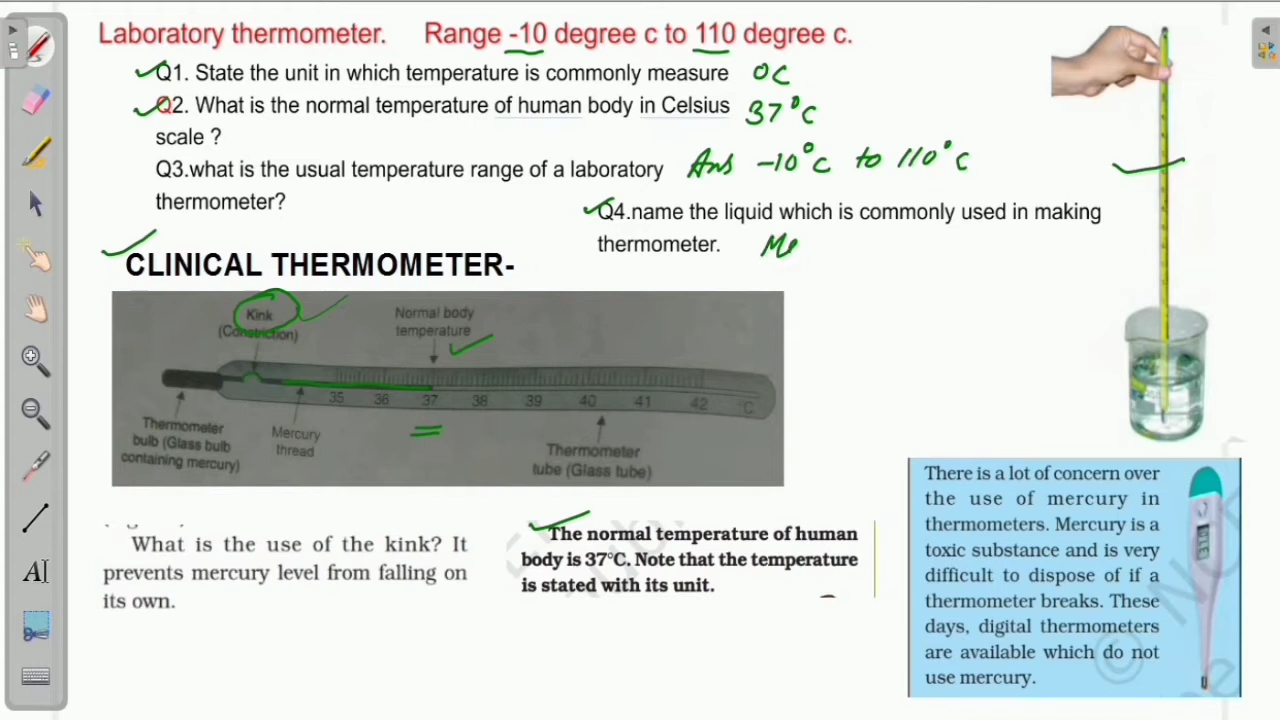 Laboratory thermometer. Range -10 degree c to 110 degree c.
Q1. State the unit in which temperature is commonly measure °C
Q2. What is the normal temperature of human body in Celsius 37°C
scale ?
Q3.what is the usual temperature range of a laboratory Ans -10°C to 110°C
thermometer?
Q4.name the liquid which is commonly used in making
thermometer. Me
CLINICAL THERMOMETER-
Kink
(Constriction)
Normal body
temperature
35 36 37 38 39 40 41 42 °C
Thermometer
bulb (Glass bulb
containing mercury)
Mercury
thread
Thermometer
tube (Glass tube)
What is the use of the kink? It
prevents mercury level from falling on
its own.
The normal temperature of human
body is 37°C. Note that the temperature
is stated with its unit.
There is a lot of concern over
the use of mercury in
thermometers. Mercury is a
toxic substance and is very
difficult to dispose of if a
thermometer breaks. These
days, digital thermometers
are available which do not
use mercury.
AI